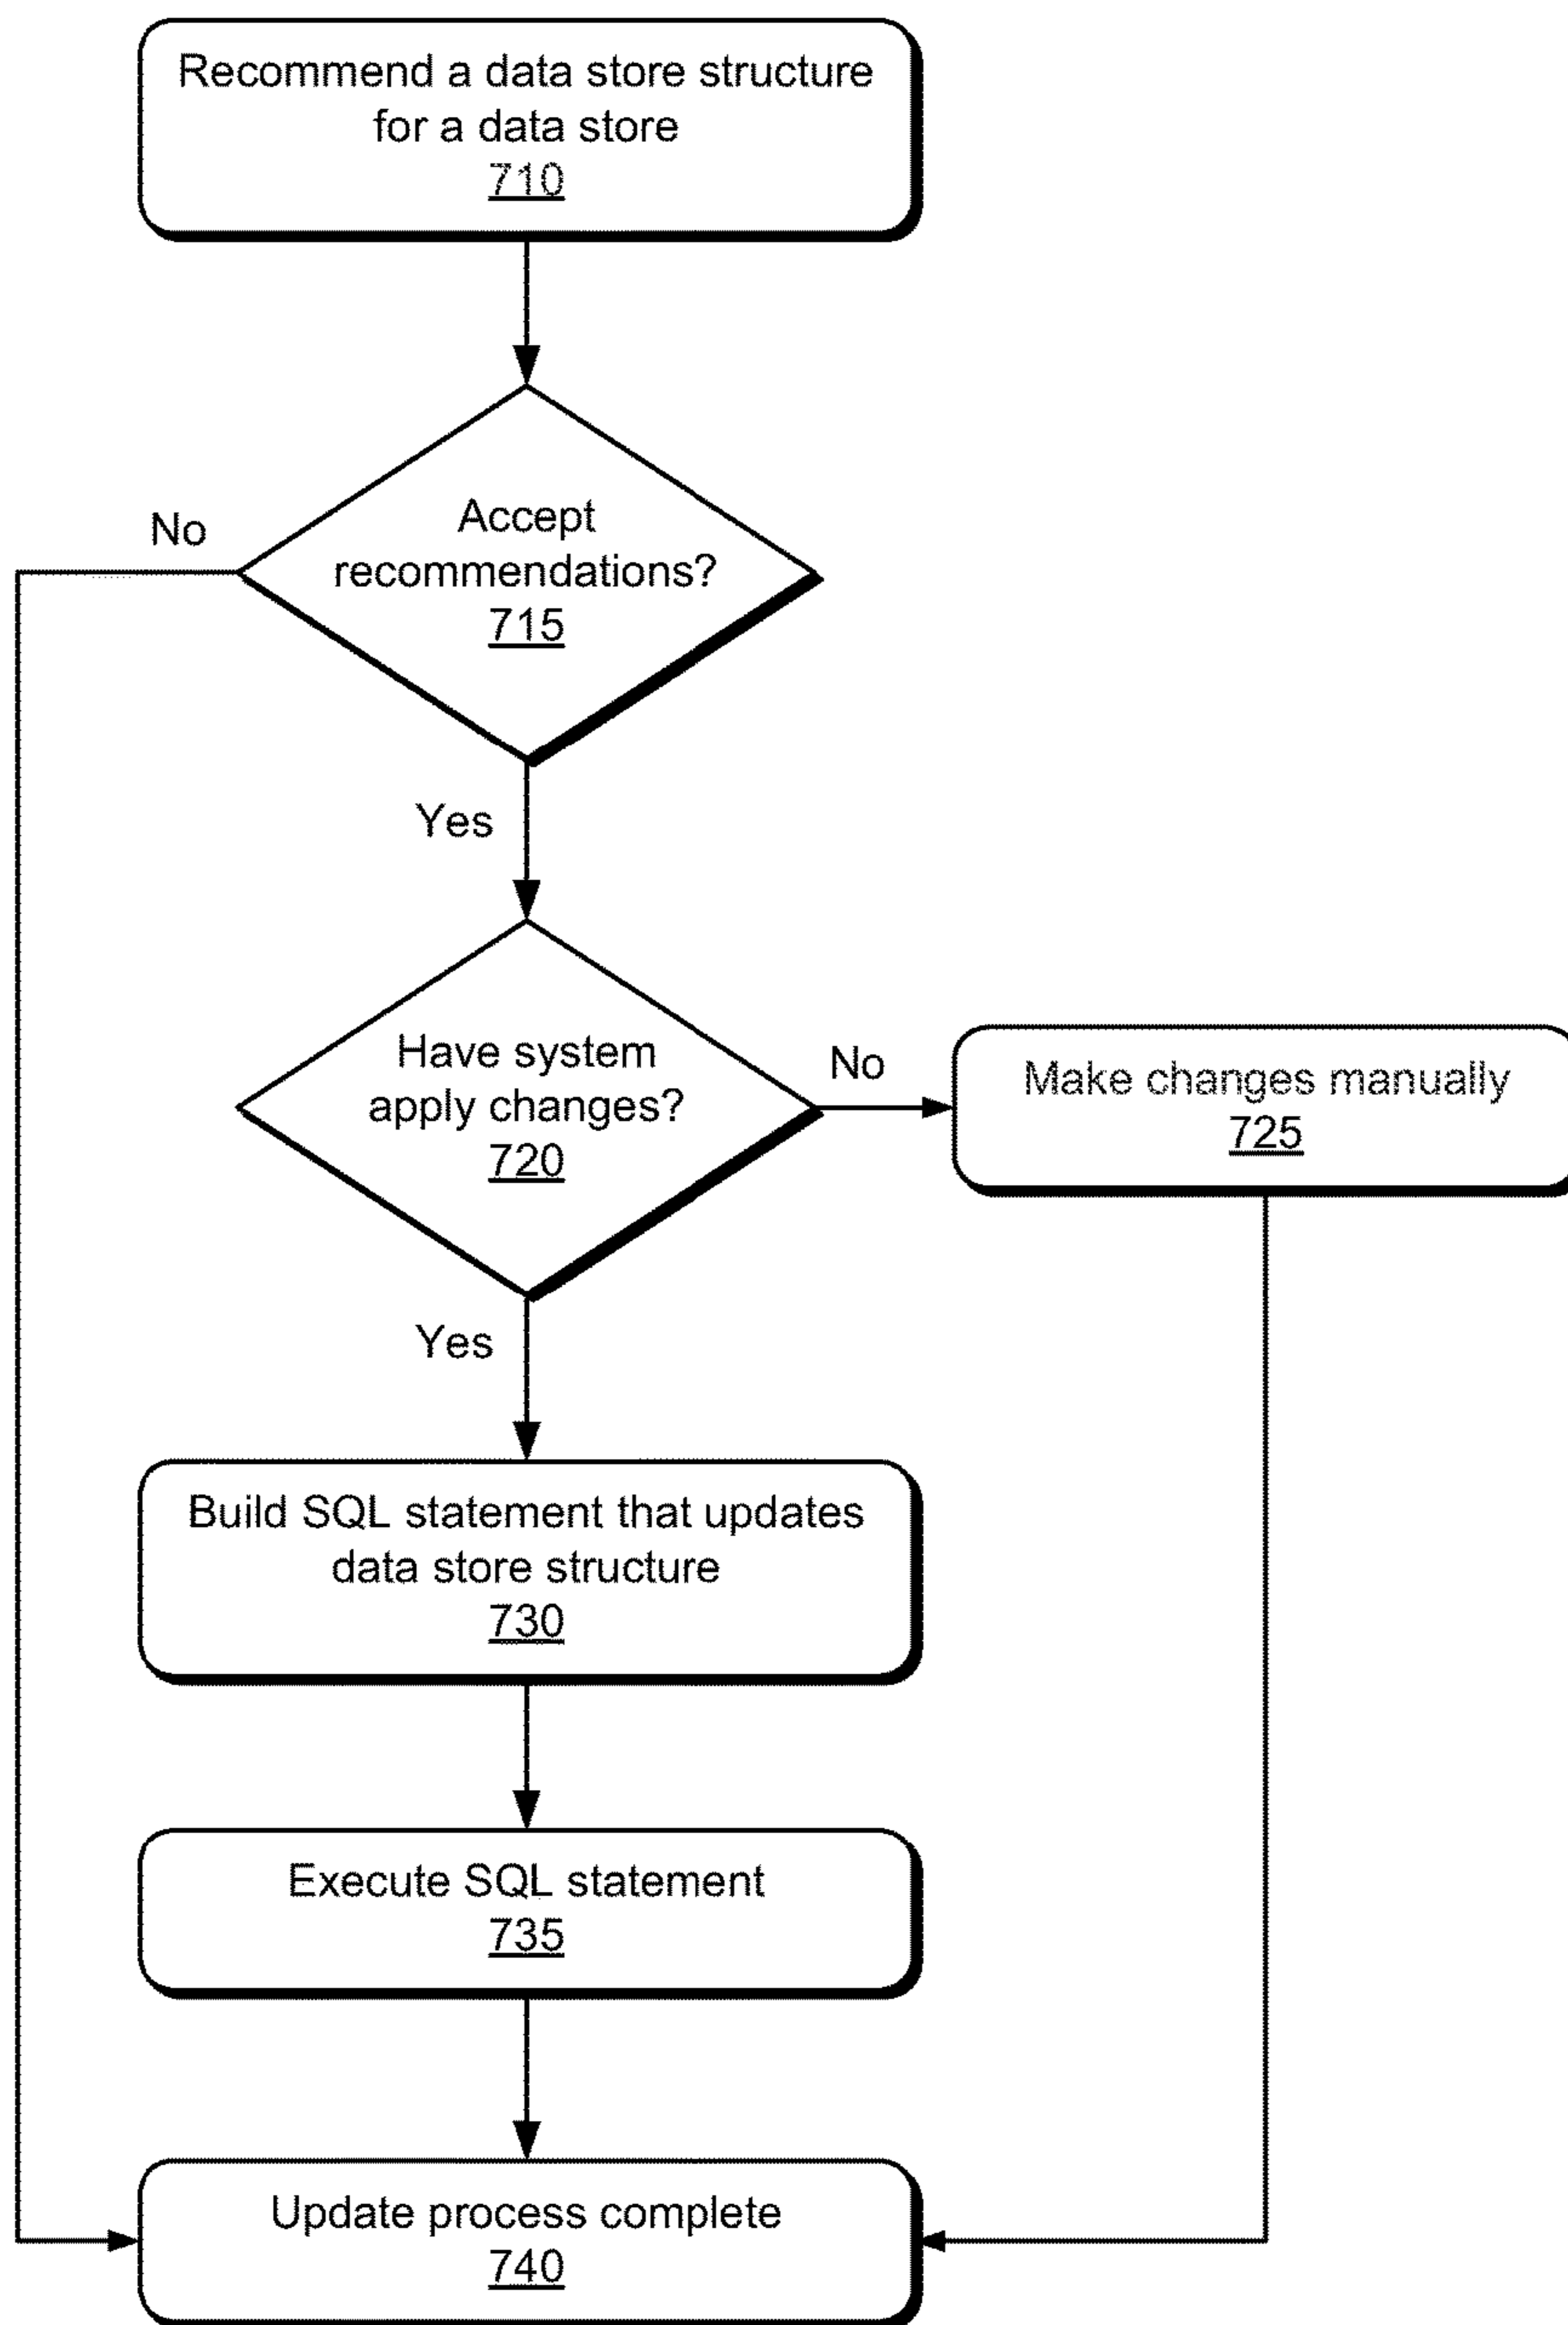 Recommend a data store structure
for a data store
710
Accept
recommendations?
715
No
Yes
Have system
apply changes?
720
No
Make changes manually
725
Yes
Build SQL statement that updates
data store structure
730
Execute SQL statement
735
Update process complete
740